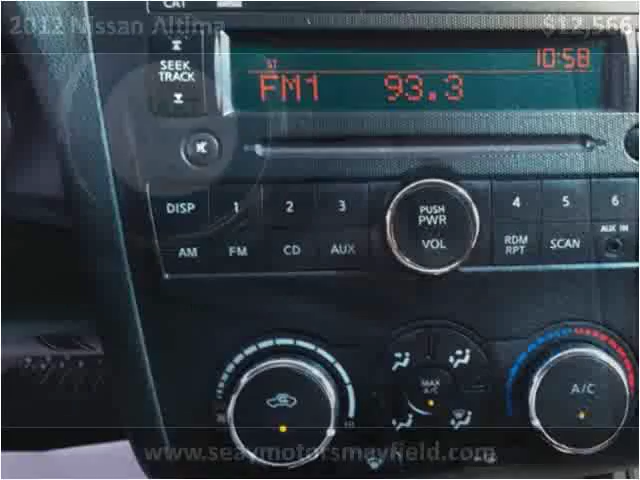 CAT
2012 Nissan Altima
$12,566
SEEK
TRACK
ST
10:58
FM1 93.3
DISP 1 2 3
PUSH
PWR
VOL
4 5 6
AM FM CD AUX
RDM
RPT
SCAN
AUX IN
MAX
A/C
A/C
www.seaymotorsmayfield.com